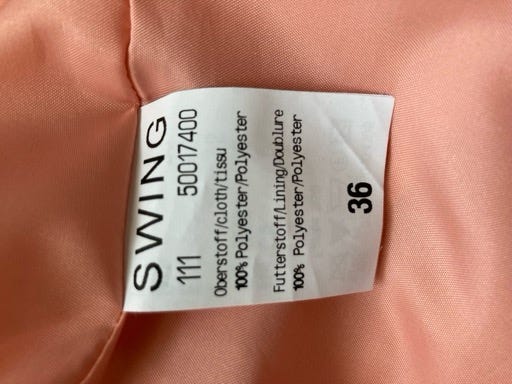 SWING
111 50017400
Oberstoff/cloth/tissu
100% Polyester/Polyester
Futterstoff/Lining/Doublure
100% Polyester/Polyester
36